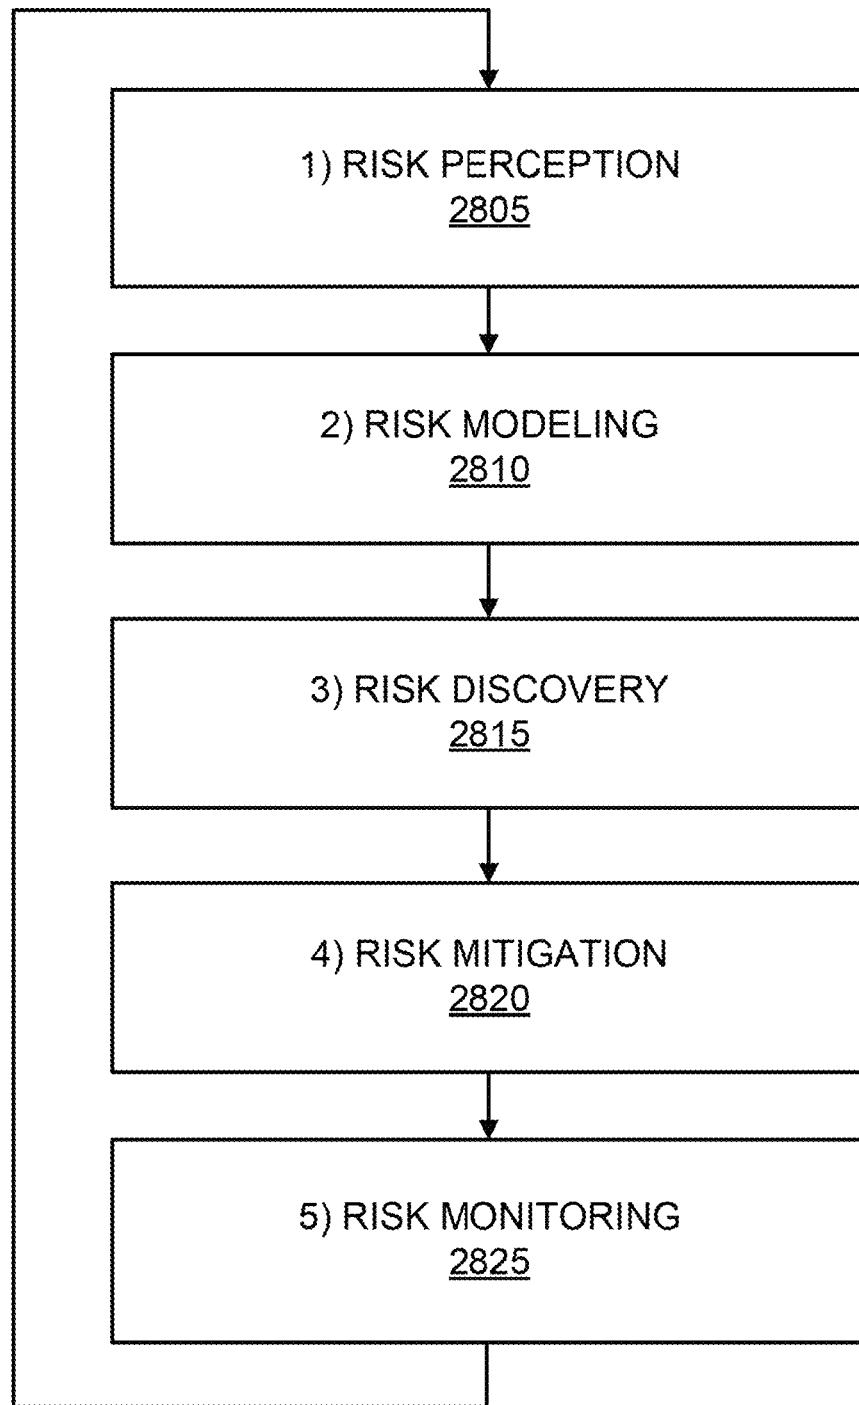 1) RISK PERCEPTION
2805
2) RISK MODELING
2810
3) RISK DISCOVERY
2815
4) RISK MITIGATION
2820
5) RISK MONITORING
2825